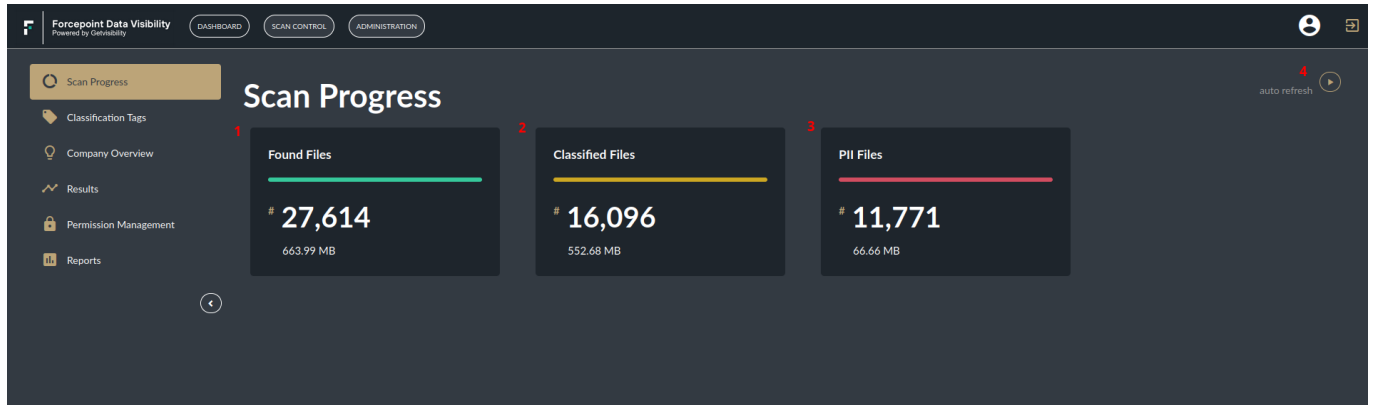 Forcepoint Data Visibility
Powered by Getvisibility
DASHBOARD
SCAN CONTROL
ADMINISTRATION
Scan Progress
Classification Tags
Company Overview
Results
Permission Management
Reports
Scan Progress
4
auto refresh
1
Found Files
# 27,614
663.99 MB
2
Classified Files
# 16,096
552.68 MB
3
PII Files
# 11,771
66.66 MB